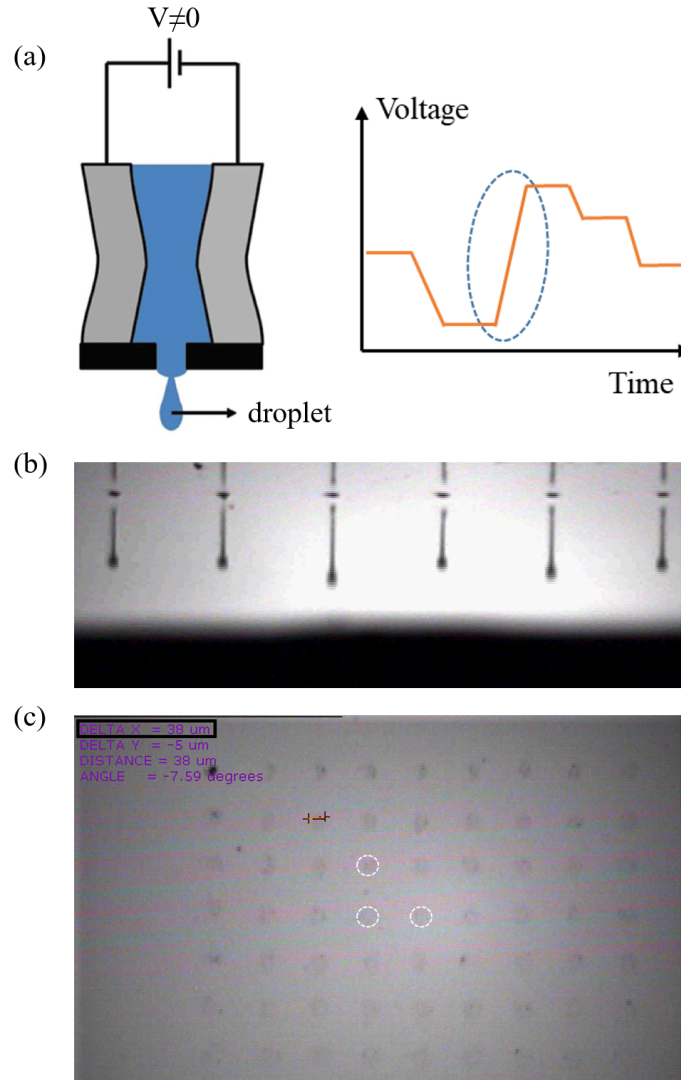 V≠0
(a)
Voltage
Time
droplet
(b)
(c)
DELTA X = 38 um
DELTA Y = -5 um
DISTANCE = 38 um
ANGLE = -7.59 degrees